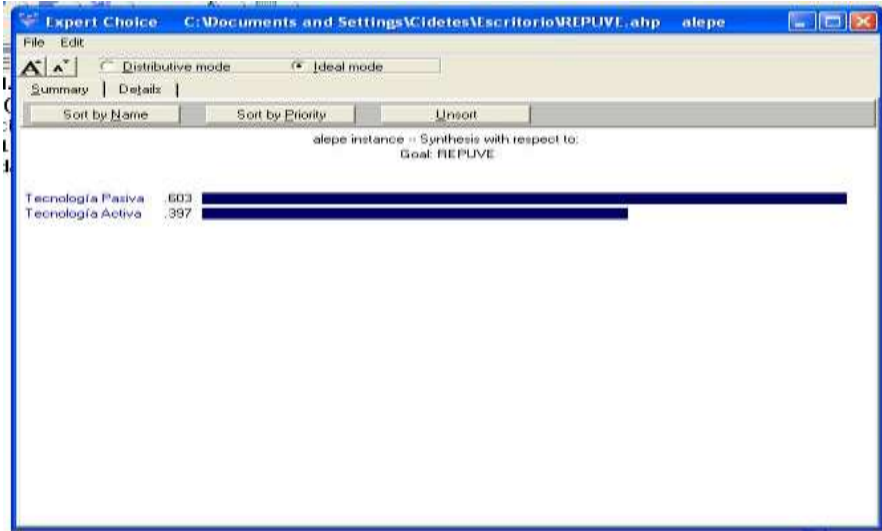 Expert Choice C:\Documents and Settings\Cidetes\Escritorio\REPUVE.ahp alepe
File Edit
Distributive mode Ideal mode
Summary Details
Sort by Name Sort by Priority Unsort
alepe instance -- Synthesis with respect to:
Goal: REPUVE
Tecnología Pasiva .603
Tecnología Activa .397